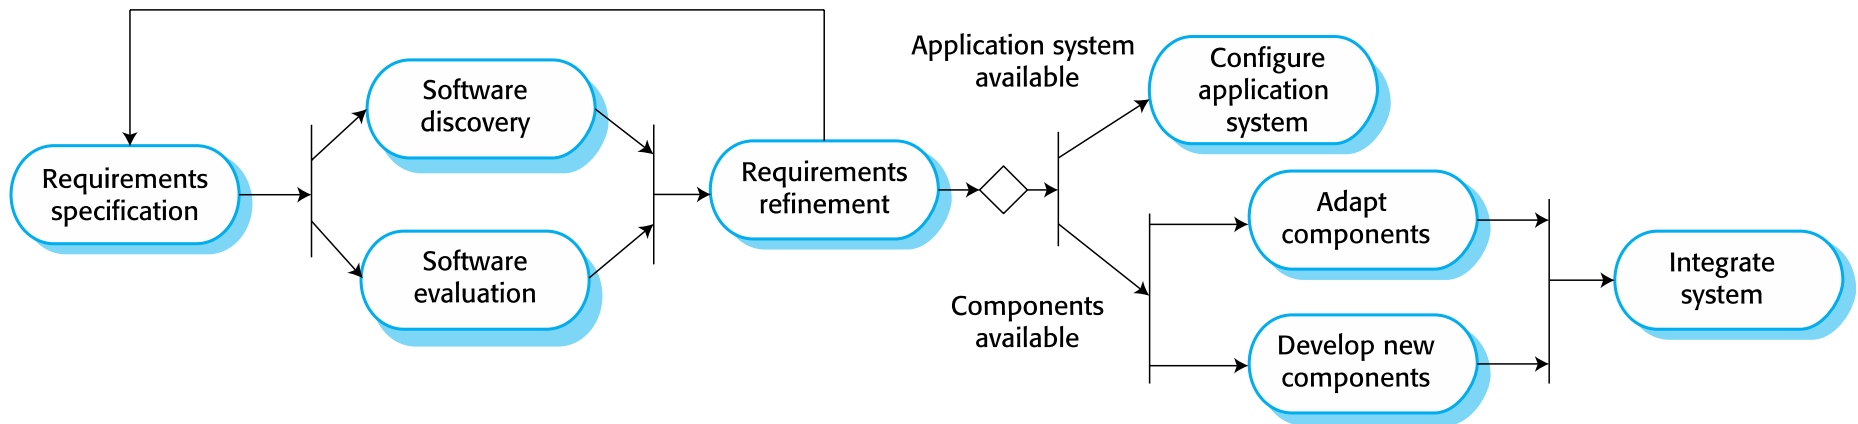 Requirements
specification
Software
discovery
Software
evaluation
Requirements
refinement
Application system
available
Configure
application
system
Components
available
Adapt
components
Develop new
components
Integrate
system